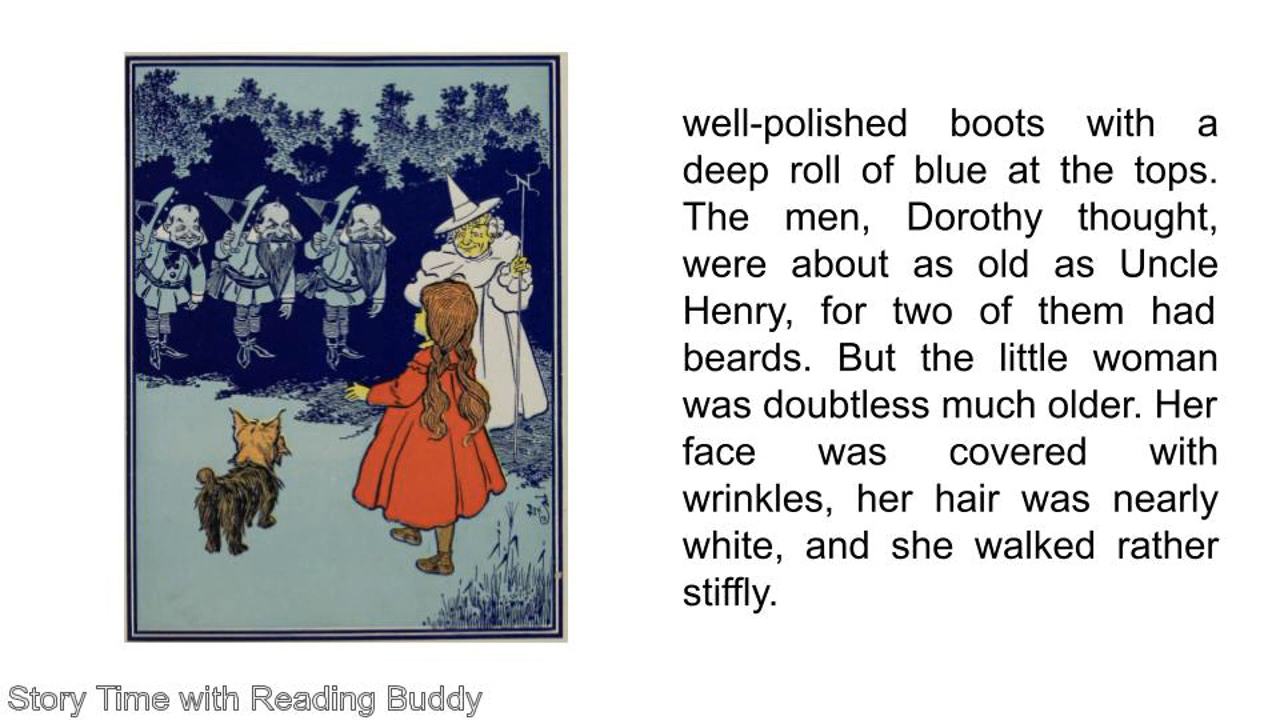 well-polished boots with a
deep roll of blue at the tops.
The men, Dorothy thought,
were about as old as Uncle
Henry, for two of them had
beards. But the little woman
was doubtless much older. Her
face was covered with
wrinkles, her hair was nearly
white, and she walked rather
stiffly.
N
Story Time with Reading Buddy